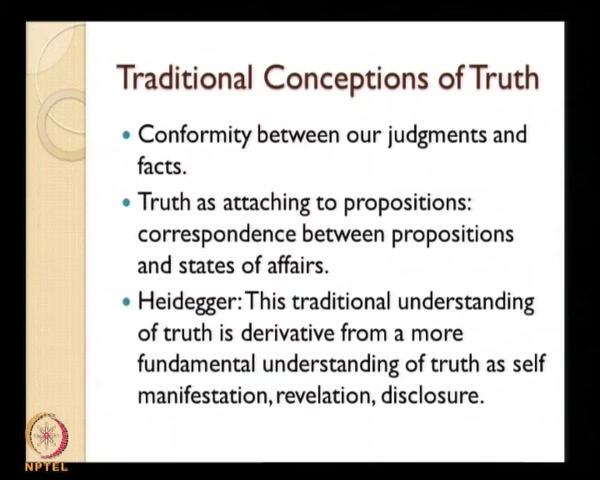 Traditional Conceptions of Truth
• Conformity between our judgments and
facts.
• Truth as attaching to propositions:
correspondence between propositions
and states of affairs.
• Heidegger: This traditional understanding
of truth is derivative from a more
fundamental understanding of truth as self
manifestation, revelation, disclosure.
NPTEL